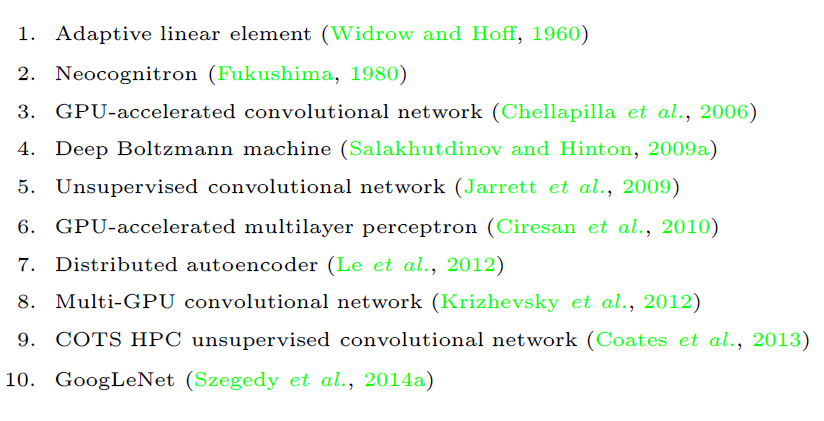 1. Adaptive linear element (Widrow and Hoff, 1960)
2. Neocognitron (Fukushima, 1980)
3. GPU-accelerated convolutional network (Chellapilla et al., 2006)
4. Deep Boltzmann machine (Salakhutdinov and Hinton, 2009a)
5. Unsupervised convolutional network (Jarrett et al., 2009)
6. GPU-accelerated multilayer perceptron (Ciresan et al., 2010)
7. Distributed autoencoder (Le et al., 2012)
8. Multi-GPU convolutional network (Krizhevsky et al., 2012)
9. COTS HPC unsupervised convolutional network (Coates et al., 2013)
10. GoogLeNet (Szegedy et al., 2014a)